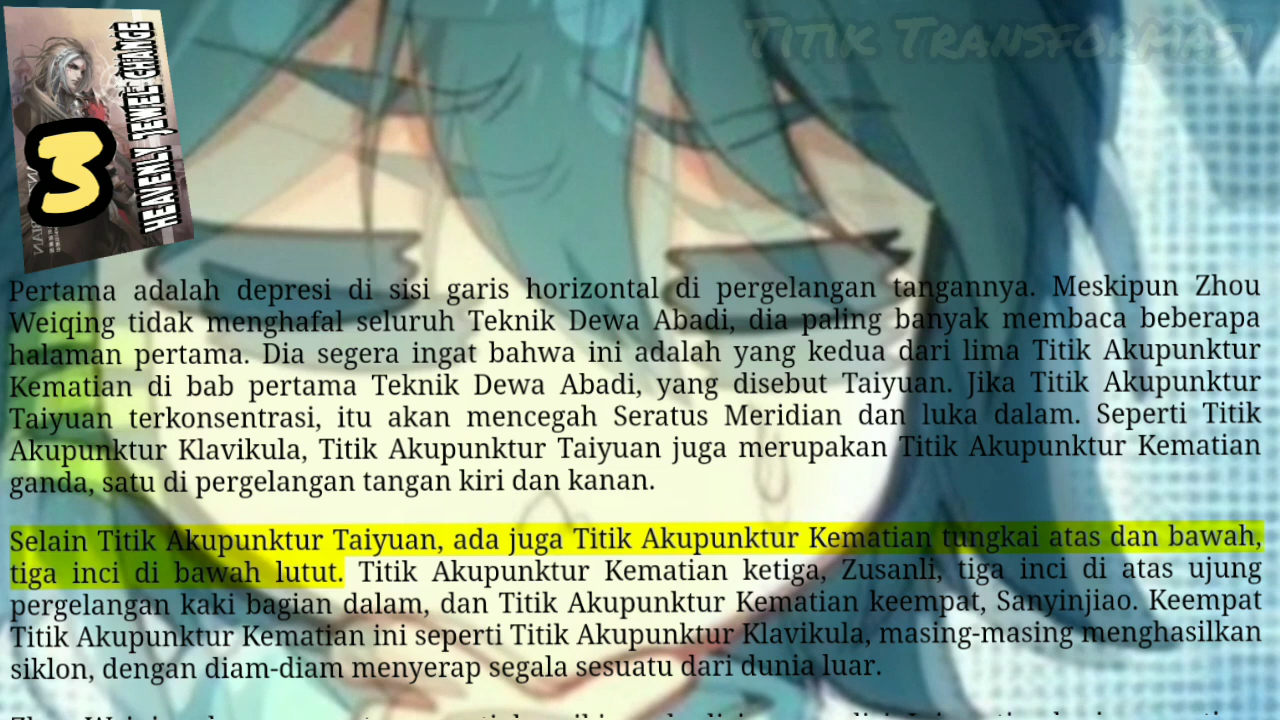 Titik Transformasi
HEAVENLY JEWEL CHANGE
3
Pertama adalah depresi di sisi garis horizontal di pergelangan tangannya. Meskipun Zhou
Weiqing tidak menghafal seluruh Teknik Dewa Abadi, dia paling banyak membaca beberapa
halaman pertama. Dia segera ingat bahwa ini adalah yang kedua dari lima Titik Akupunktur
Kematian di bab pertama Teknik Dewa Abadi, yang disebut Taiyuan. Jika Titik Akupunktur
Taiyuan terkonsentrasi, itu akan mencegah Seratus Meridian dan luka dalam. Seperti Titik
Akupunktur Klavikula, Titik Akupunktur Taiyuan juga merupakan Titik Akupunktur Kematian
ganda, satu di pergelangan tangan kiri dan kanan.
Selain Titik Akupunktur Taiyuan, ada juga Titik Akupunktur Kematian tungkai atas dan bawah,
tiga inci di bawah lutut. Titik Akupunktur Kematian ketiga, Zusanli, tiga inci di atas ujung
pergelangan kaki bagian dalam, dan Titik Akupunktur Kematian keempat, Sanyinjiao. Keempat
Titik Akupunktur Kematian ini seperti Titik Akupunktur Klavikula, masing-masing menghasilkan
siklon, dengan diam-diam menyerap segala sesuatu dari dunia luar.